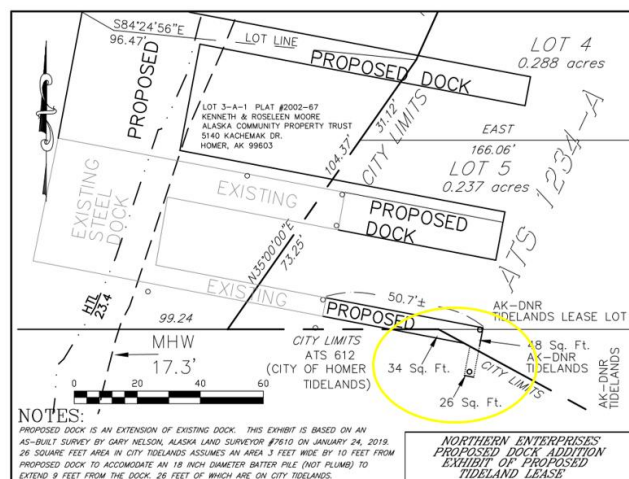 S84°24'56"E
96.47'
LOT LINE
PROPOSED
PROPOSED DOCK
LOT 4
0.288 acres
LOT 3-A-1 PLAT #2002-67
KENNETH & ROSELEEN MOORE
ALASKA COMMUNITY PROPERTY TRUST
5140 KACHEMAK DR.
HOMER, AK 99603
104.37'
31.12'
CITY LIMITS
EAST
166.06'
LOT 5
0.237 acres
ATS 1234-A
EXISTING
STEEL
DOCK
EXISTING
PROPOSED
DOCK
N35°00'00"E
73.25'
EXISTING
PROPOSED
50.7'±
AK-DNR
TIDELANDS LEASE LOT
HTL
23.4
99.24
MHW
17.3'
CITY LIMITS
ATS 612
(CITY OF HOMER
TIDELANDS)
34 Sq. Ft.
48 Sq. Ft.
AK-DNR
TIDELANDS
CITY LIMITS
26 Sq. Ft.
AK-DNR
TIDELANDS
0 20 40 60
NOTES:
PROPOSED DOCK IS AN EXTENSION OF EXISTING DOCK. THIS EXHIBIT IS BASED ON AN
AS-BUILT SURVEY BY GARY NELSON, ALASKA LAND SURVEYOR #7610 ON JANUARY 24, 2019.
26 SQUARE FEET AREA IN CITY TIDELANDS ASSUMES AN AREA 3 FEET WIDE BY 10 FEET FROM
PROPOSED DOCK TO ACCOMODATE AN 18 INCH DIAMETER BATTER PILE (NOT PLUMB) TO
EXTEND 9 FEET FROM THE DOCK. 26 FEET OF WHICH ARE ON CITY TIDELANDS.
NORTHERN ENTERPRISES
PROPOSED DOCK ADDITION
EXHIBIT OF PROPOSED
TIDELAND LEASE